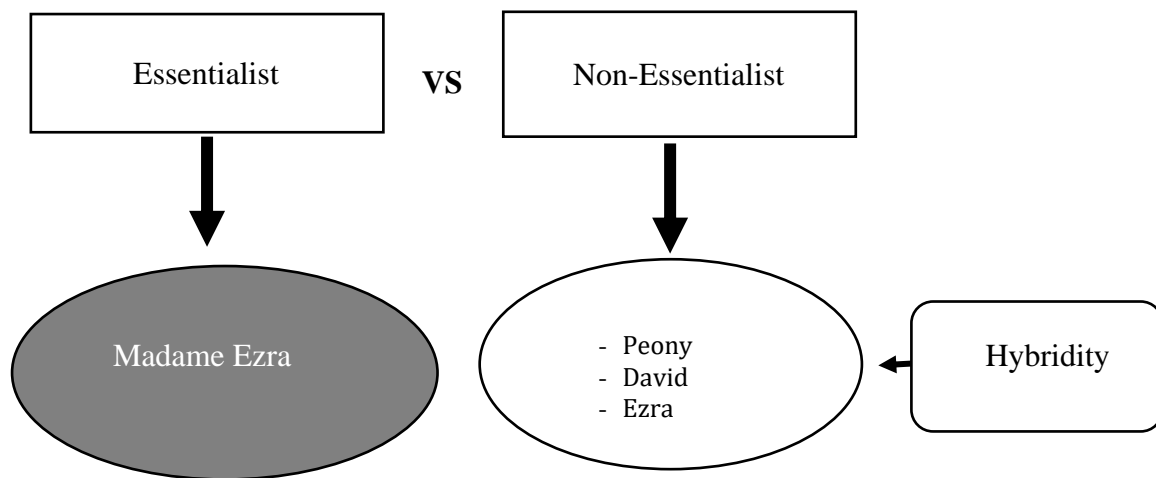 Essentialist
VS
Non-Essentialist
Madame Ezra
- Peony
- David
- Ezra
Hybridity